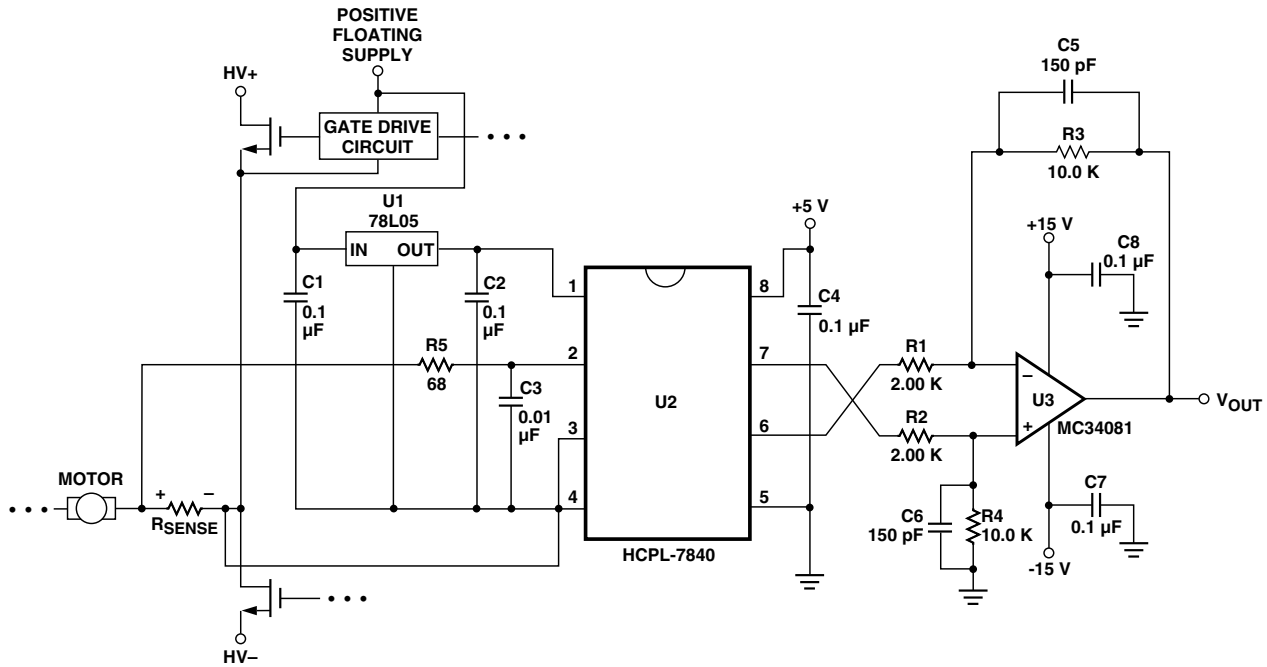 POSITIVE
FLOATING
SUPPLY
HV+
GATE DRIVE
CIRCUIT
• • •
U1
78L05
IN
OUT
C1
0.1
µF
C2
0.1
µF
R5
68
C3
0.01
µF
MOTOR
• • •
+
–
RSENSE
• • •
HV–
1
2
3
4
U2
8
7
6
5
HCPL-7840
+5 V
C4
0.1 µF
R1
2.00 K
R2
2.00 K
C5
150 pF
R3
10.0 K
+15 V
C8
0.1 µF
–
+
U3
MC34081
VOUT
C6
150 pF
R4
10.0 K
C7
0.1 µF
-15 V